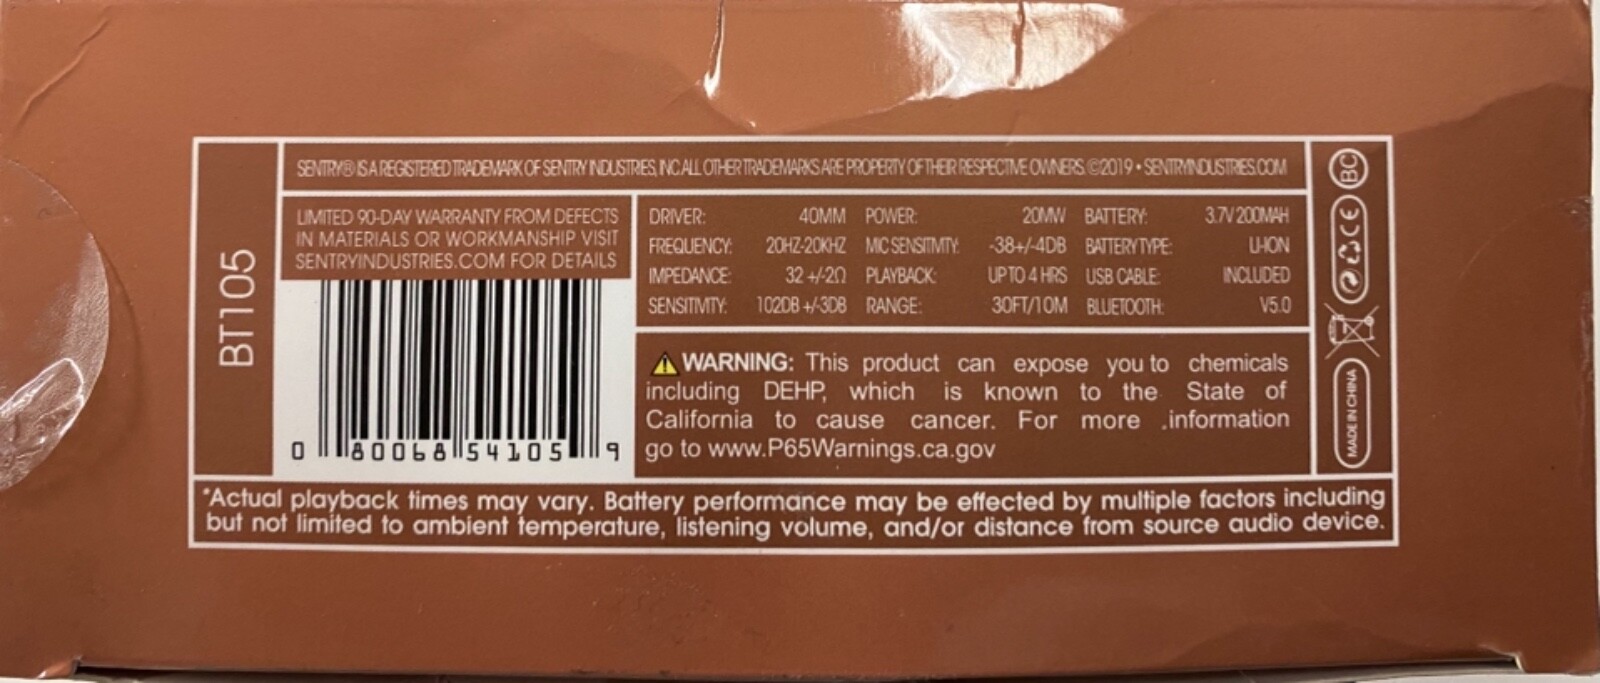 SENTRY® IS A REGISTERED TRADEMARK OF SENTRY INDUSTRIES, INC ALL OTHER TRADEMARKS ARE PROPERTY OF THEIR RESPECTIVE OWNERS. ©2019 • SENTRYINDUSTRIES.COM
BT105
LIMITED 90-DAY WARRANTY FROM DEFECTS
IN MATERIALS OR WORKMANSHIP VISIT
SENTRYINDUSTRIES.COM FOR DETAILS
0 80068 54105 9
DRIVER: 40MM POWER: 20MW BATTERY: 3.7V 200MAH
FREQUENCY: 20HZ-20KHZ MIC SENSITIVITY: -38+/-4DB BATTERY TYPE: LI-ION
IMPEDANCE: 32 +/-2Ω PLAYBACK: UP TO 4 HRS USB CABLE: INCLUDED
SENSITIVITY: 102DB +/-3DB RANGE: 30FT/10M BLUETOOTH: V5.0
WARNING: This product can expose you to chemicals
including DEHP, which is known to the State of
California to cause cancer. For more .information
go to www.P65Warnings.ca.gov
BC
CE
MADE IN CHINA
*Actual playback times may vary. Battery performance may be effected by multiple factors including
but not limited to ambient temperature, listening volume, and/or distance from source audio device.